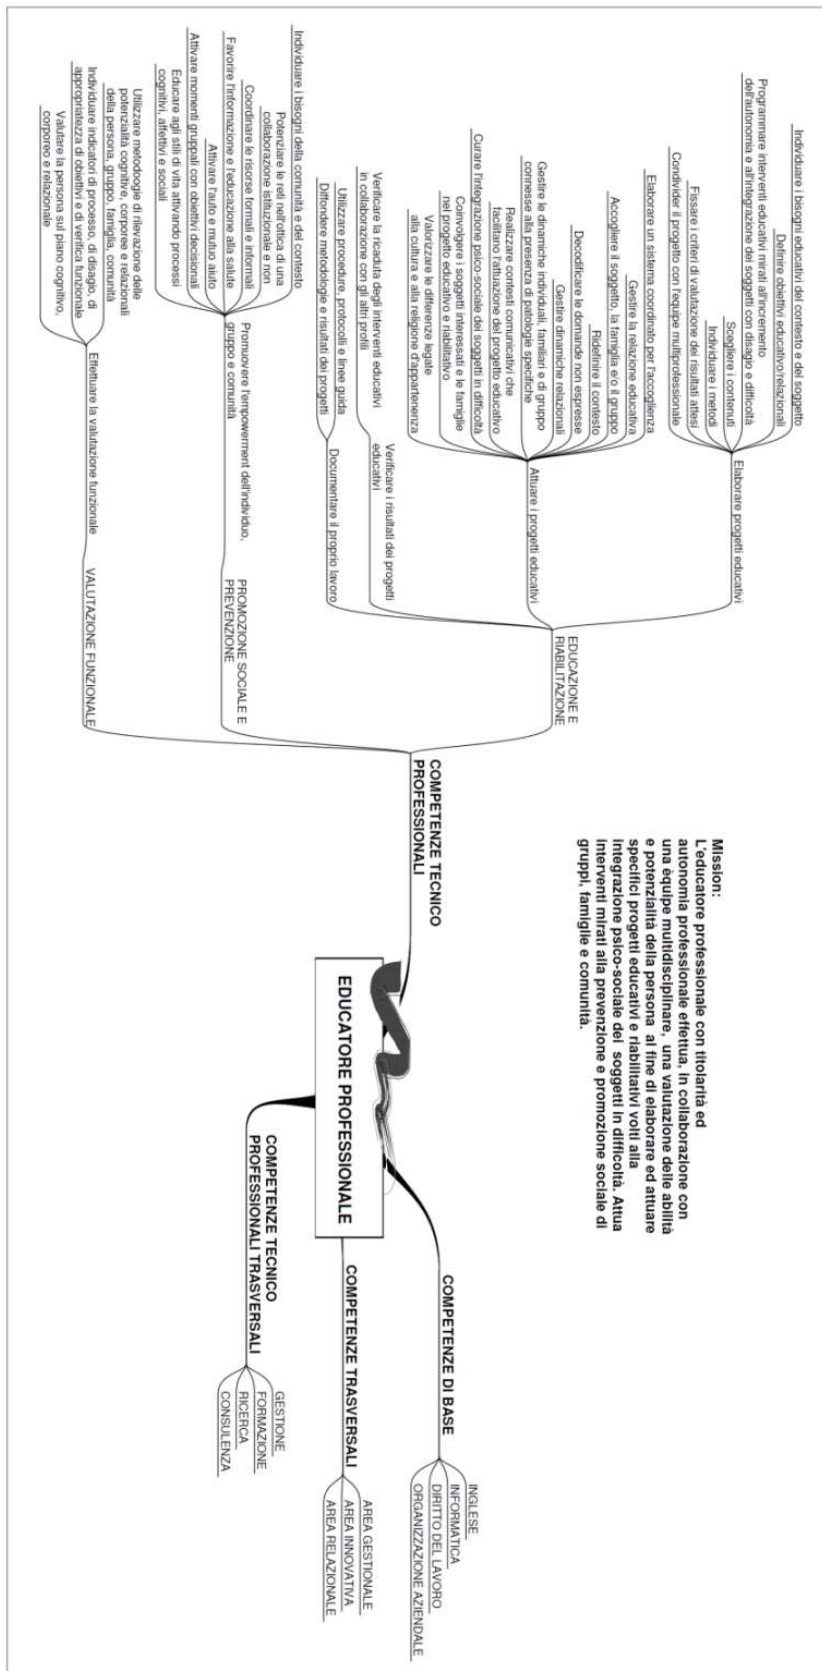 Mission:
L'educatore professionale con titolarità ed
autonomia professionale effettua, in collaborazione con
una èquipe multidisciplinare, una valutazione delle abilità
e potenzialità della persona al fine di elaborare ed attuare
specifici progetti educativi e riabilitativi volti alla
integrazione psico-sociale dei soggetti in difficoltà. Attua
interventi mirati alla prevenzione e promozione sociale di
gruppi, famiglie e comunità.
Individuare i bisogni educativi del contesto e del soggetto
Definire obiettivi educativo/relazionali
Programmare interventi educativi mirati all'incremento
dell'autonomia e all'integrazione dei soggetti con disagio e difficoltà
Scegliere i contenuti
Individuare i metodi
Fissare i criteri di valutazione dei risultati attesi
Condivider il progetto con l'equipe multiprofessionale
Elaborare progetti educativi
Elaborare un sistema coordinato per l'accoglienza
Gestire la relazione educativa
Accogliere il soggetto, la famiglia e/o il gruppo
Ridefinire il contesto
Decodificare le domande non espresse
Gestire dinamiche relazionali
Gestire le dinamiche individuali, familiari e di gruppo
connesse alla presenza di patologie specifiche
Realizzare contesti comunicativi che
facilitano l'attuazione del progetto educativo
Curare l'integrazione psico-sociale dei soggetti in difficoltà
Coinvolgere i soggetti interessati e le famiglie
nel progetto educativo e riabilitativo
Valorizzare le differenze legate
alla cultura e alla religione d'appartenenza
Attuare i progetti educativi
Verificare la ricaduta degli interventi educativi
in collaborazione con gli altri profili
Verificare i risultati dei progetti
educativi
Utilizzare procedure, protocolli e linee guida
Diffondere metodologie e risultati dei progetti
Documentare il proprio lavoro
EDUCAZIONE E
RIABILITAZIONE
Individuare i bisogni della comunità e del contesto
Potenziare le reti nell'ottica di una
collaborazione istituzionale e non
Coordinare le risorse formali e informali
Favorire l'informazione e l'educazione alla salute
Attivare l'auto e mutuo aiuto
Attivare momenti gruppali con obiettivi decisionali
Educare agli stili di vita attivando processi
cognitivi, affettivi e sociali
Promuovere l'empowerment dell'individuo,
gruppo e comunità
PROMOZIONE SOCIALE E
PREVENZIONE
Utilizzare metodoogie di rilevazione delle
potenzialità cognitive, corporee e relazionali
della persona, gruppo, famiglia, comunità
Individuare indicatori di processo, di disagio, di
appropriatezza di obiettivi e di verifica funzionale
Valutare la persona sul piano cognitivo,
corporeo e relazionale
Effettuare la valutazione funzionale
VALUTAZIONE FUNZIONALE
COMPETENZE TECNICO
PROFESSIONALI
EDUCATORE PROFESSIONALE
COMPETENZE DI BASE
INGLESE
INFORMATICA
DIRITTO DEL LAVORO
ORGANIZZAZIONE AZIENDALE
COMPETENZE TRASVERSALI
AREA GESTIONALE
AREA INNOVATIVA
AREA RELAZIONALE
COMPETENZE TECNICO
PROFESSIONALI TRASVERSALI
GESTIONE
FORMAZIONE
RICERCA
CONSULENZA